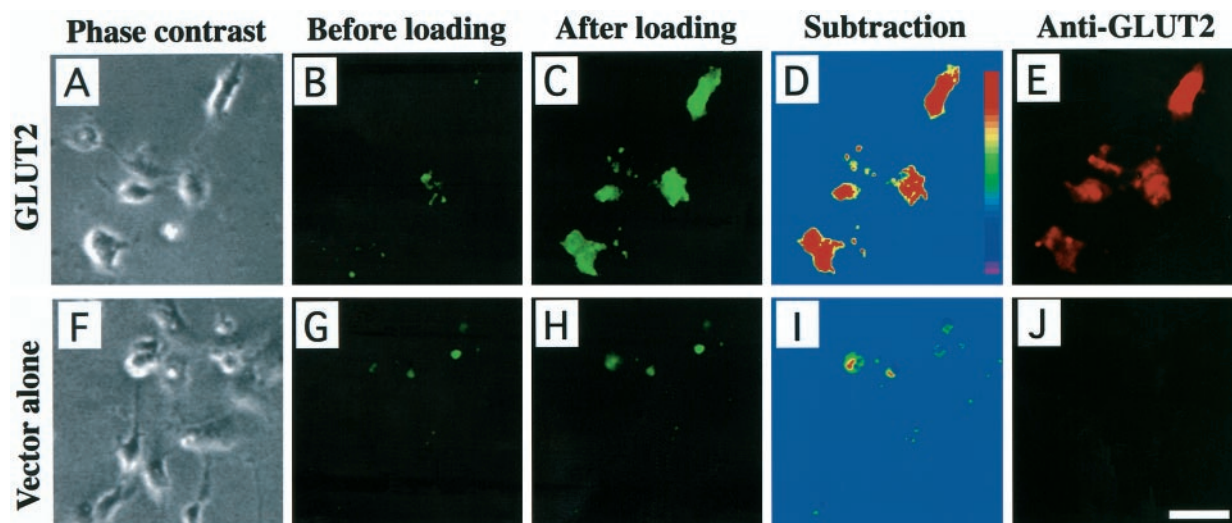 Phase contrast Before loading After loading Subtraction Anti-GLUT2
GLUT2
A B C D E
Vector alone
F G H I J